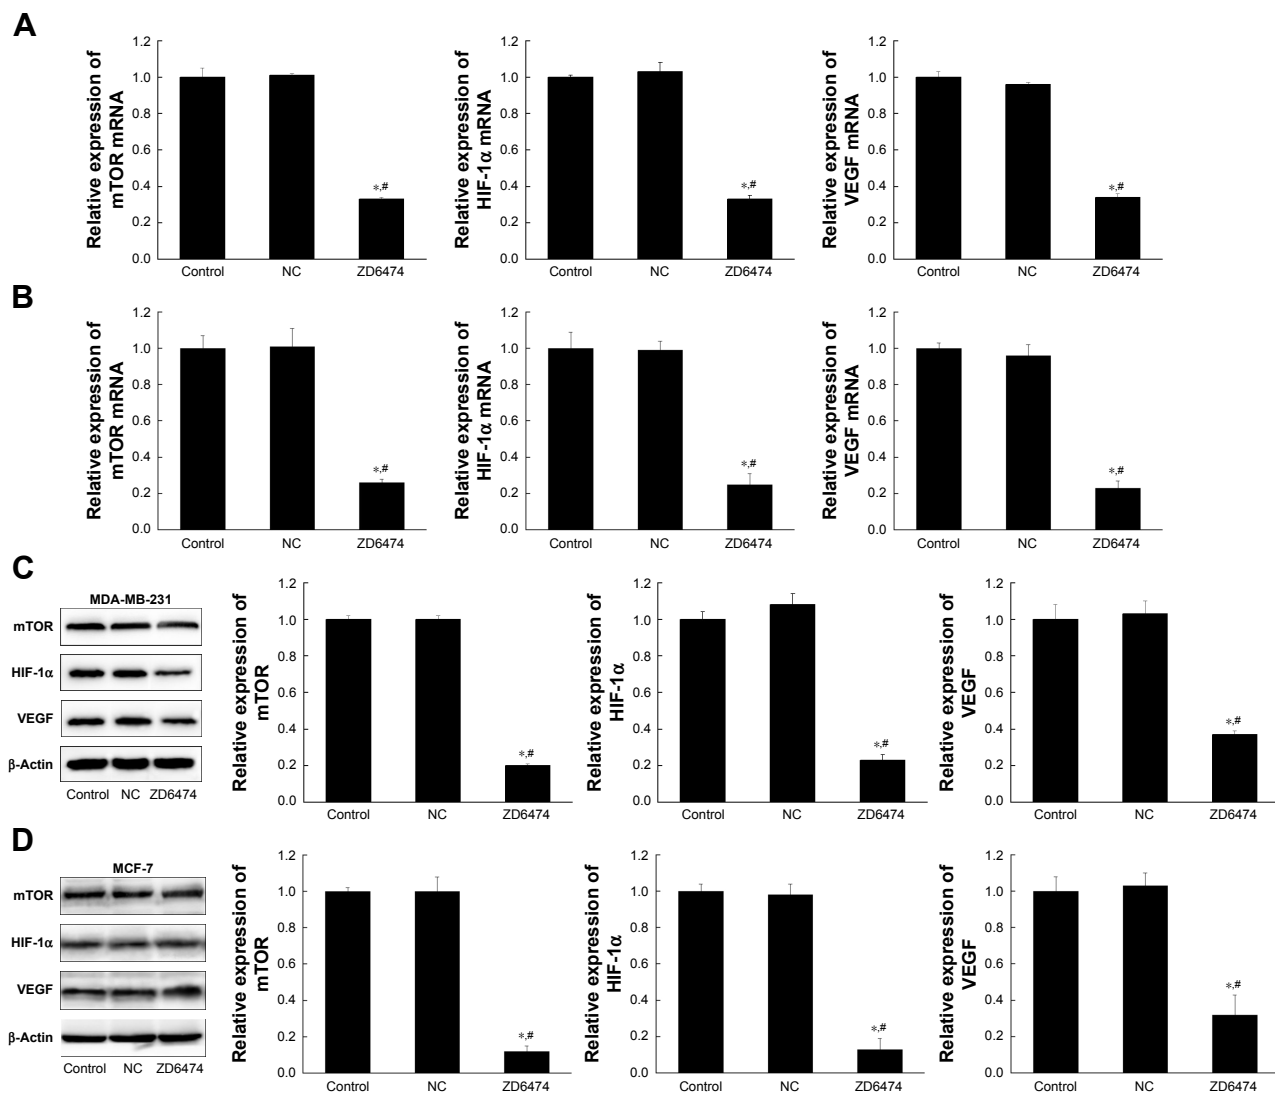 A
Relative expression of
mTOR mRNA
1.2
1.0
0.8
0.6
0.4
0.2
0.0
*,#
Control NC ZD6474
Relative expression of
HIF-1α mRNA
1.2
1.0
0.8
0.6
0.4
0.2
0.0
*,#
Control NC ZD6474
Relative expression of
VEGF mRNA
1.2
1.0
0.8
0.6
0.4
0.2
0.0
*,#
Control NC ZD6474
B
Relative expression of
mTOR mRNA
1.2
1.0
0.8
0.6
0.4
0.2
0.0
*,#
Control NC ZD6474
Relative expression of
HIF-1α mRNA
1.2
1.0
0.8
0.6
0.4
0.2
0.0
*,#
Control NC ZD6474
Relative expression of
VEGF mRNA
1.2
1.0
0.8
0.6
0.4
0.2
0.0
*,#
Control NC ZD6474
C
MDA-MB-231
mTOR
HIF-1α
VEGF
β-Actin
Control NC ZD6474
Relative expression of
mTOR
1.2
1.0
0.8
0.6
0.4
0.2
0.0
*,#
Control NC ZD6474
Relative expression of
HIF-1α
1.2
1.0
0.8
0.6
0.4
0.2
0.0
*,#
Control NC ZD6474
Relative expression of
VEGF
1.2
1.0
0.8
0.6
0.4
0.2
0.0
*,#
Control NC ZD6474
D
MCF-7
mTOR
HIF-1α
VEGF
β-Actin
Control NC ZD6474
Relative expression of
mTOR
1.2
1.0
0.8
0.6
0.4
0.2
0.0
*,#
Control NC ZD6474
Relative expression of
HIF-1α
1.2
1.0
0.8
0.6
0.4
0.2
0.0
*,#
Control NC ZD6474
Relative expression of
VEGF
1.2
1.0
0.8
0.6
0.4
0.2
0.0
*,#
Control NC ZD6474